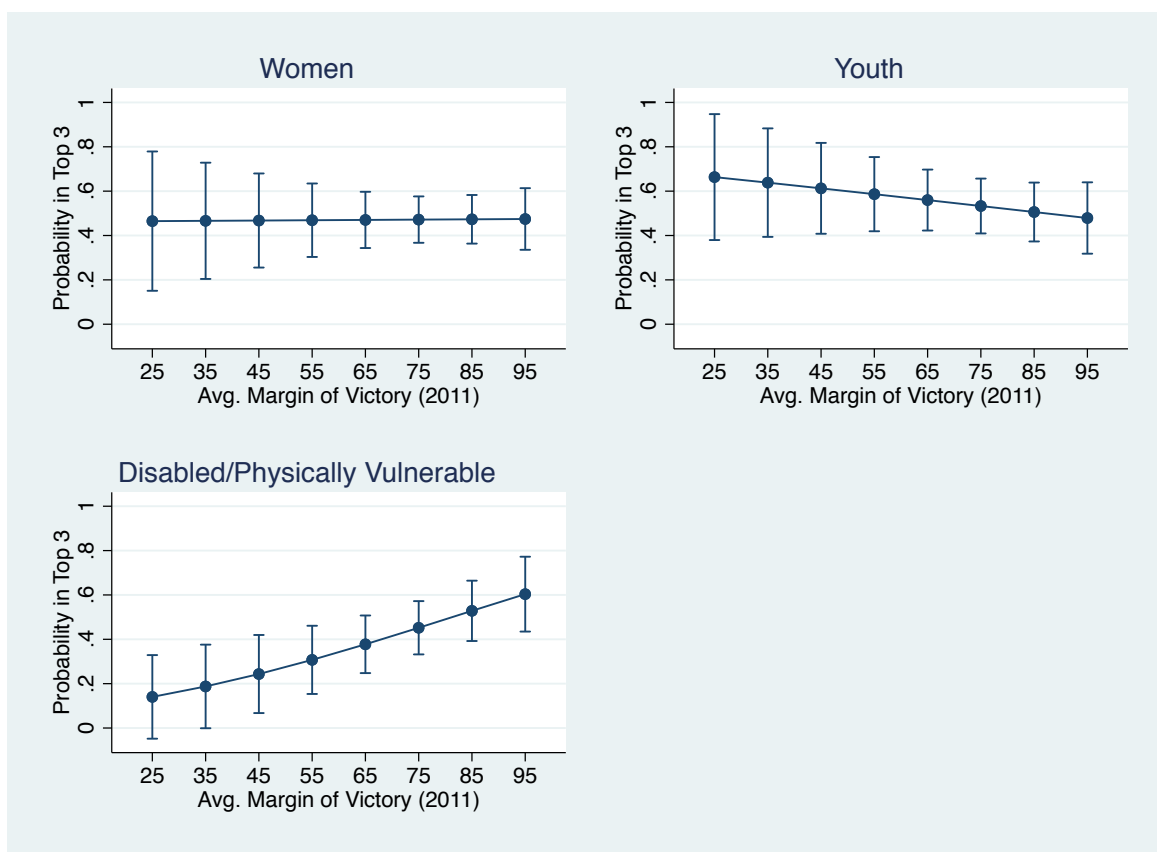 Women
Probability in Top 3
0 .2 .4 .6 .8 1
25 35 45 55 65 75 85 95
Avg. Margin of Victory (2011)
Youth
Probability in Top 3
0 .2 .4 .6 .8 1
25 35 45 55 65 75 85 95
Avg. Margin of Victory (2011)
Disabled/Physically Vulnerable
Probability in Top 3
0 .2 .4 .6 .8 1
25 35 45 55 65 75 85 95
Avg. Margin of Victory (2011)